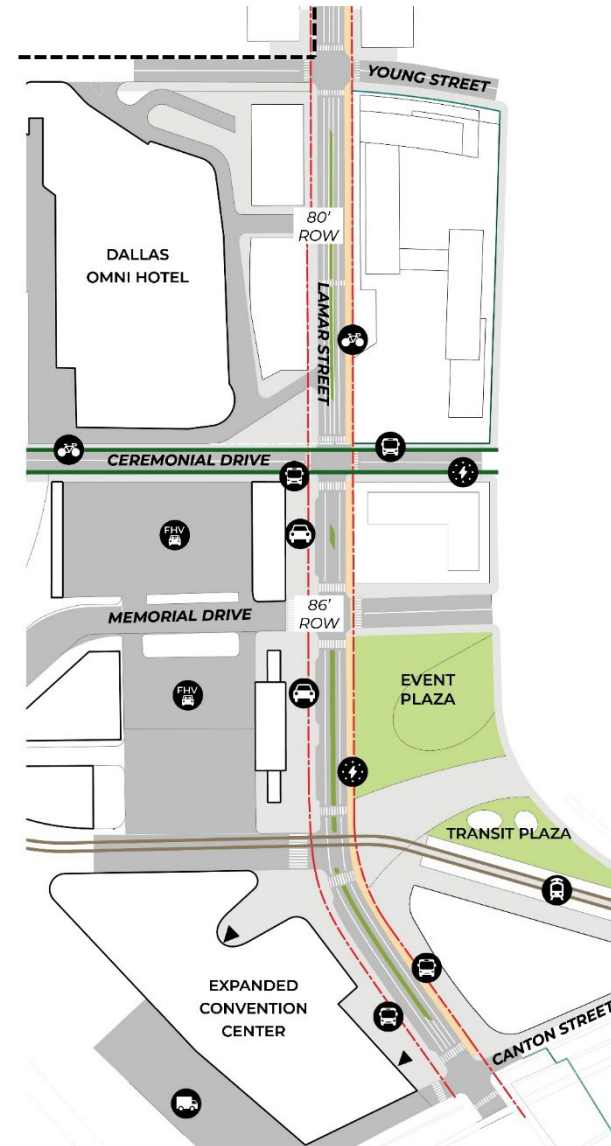 YOUNG STREET
80'
ROW
DALLAS
OMNI HOTEL
LAMAR STREET
CEREMONIAL DRIVE
FHV
86'
ROW
MEMORIAL DRIVE
EVENT
PLAZA
FHV
TRANSIT PLAZA
EXPANDED
CONVENTION
CENTER
CANTON STREET